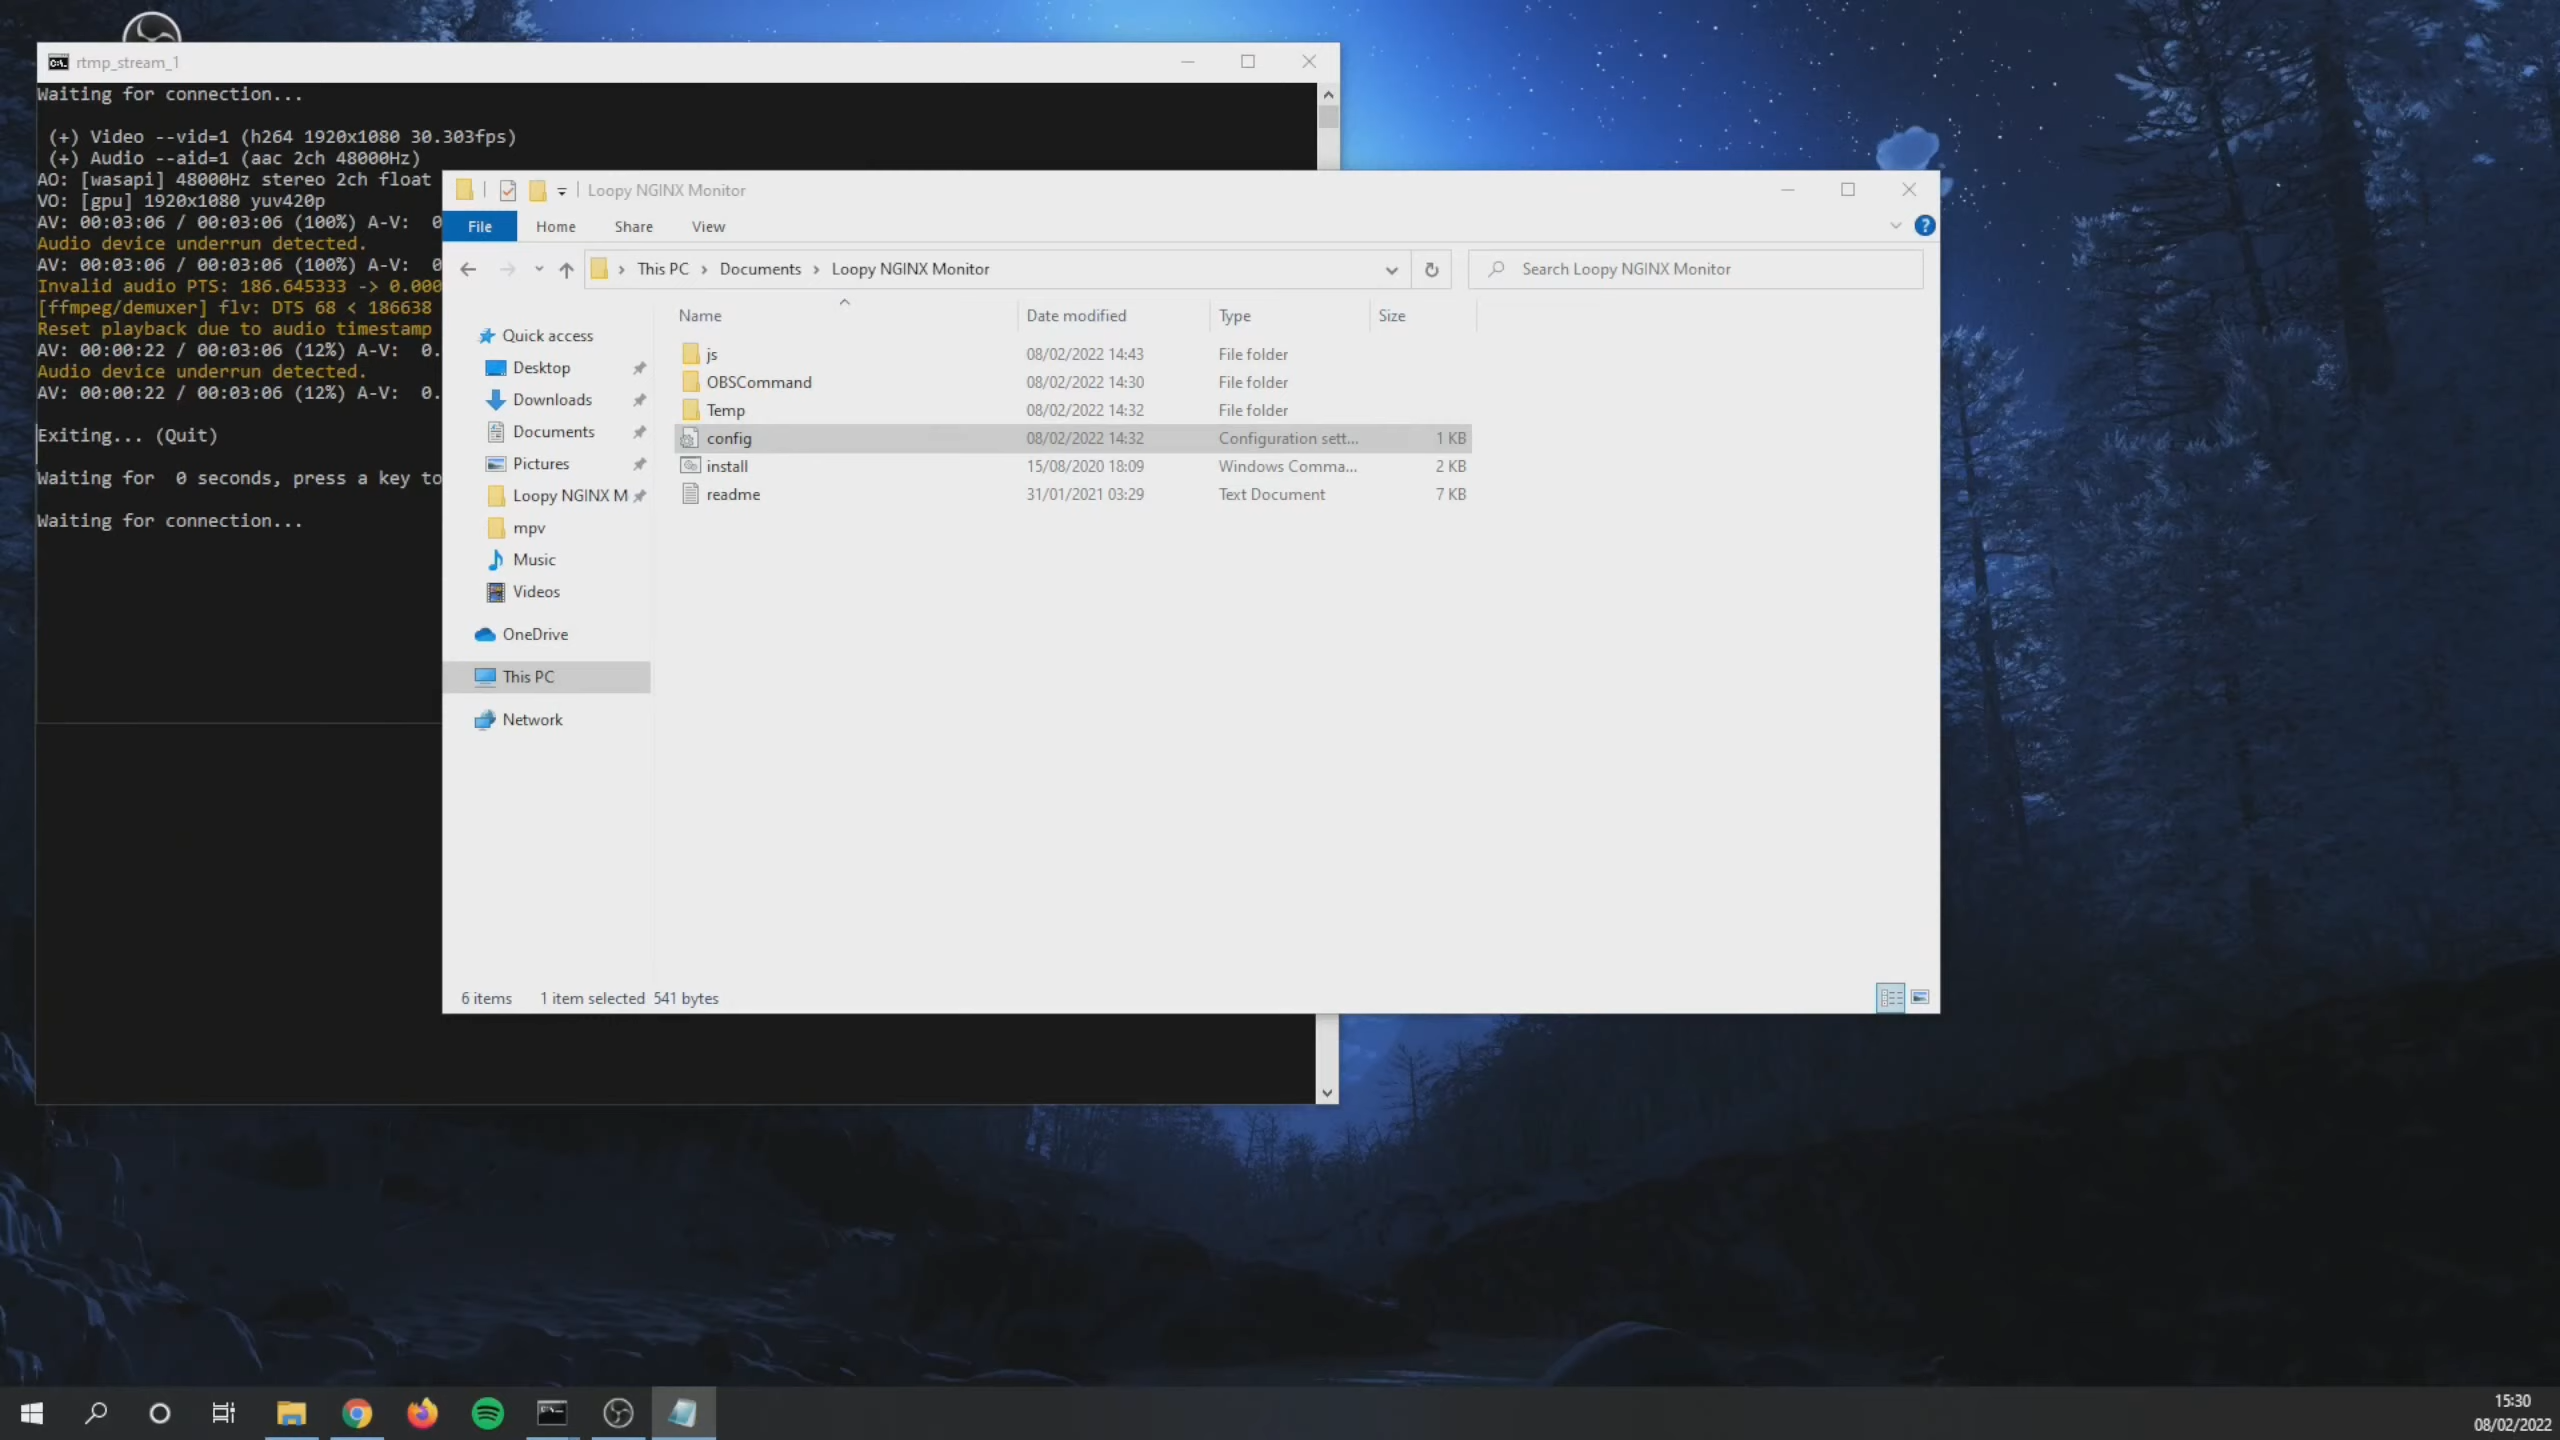 rtmp_stream_1
Waiting for connection...
(+) Video --vid=1 (h264 1920x1080 30.303fps)
(+) Audio --aid=1 (aac 2ch 48000Hz)
AO: [wasapi] 48000Hz stereo 2ch float
VO: [gpu] 1920x1080 yuv420p
AV: 00:03:06 / 00:03:06 (100%) A-V: 0
Audio device underrun detected.
AV: 00:03:06 / 00:03:06 (100%) A-V: 0
Invalid audio PTS: 186.645333 -> 0.000
[ffmpeg/demuxer] flv: DTS 68 < 186638
Reset playback due to audio timestamp
AV: 00:00:22 / 00:03:06 (12%) A-V: 0.
Audio device underrun detected.
AV: 00:00:22 / 00:03:06 (12%) A-V: 0.
Exiting... (Quit)
Waiting for 0 seconds, press a key to
Waiting for connection...
Loopy NGINX Monitor
File Home Share View
This PC › Documents › Loopy NGINX Monitor
Search Loopy NGINX Monitor
Quick access
Desktop
Downloads
Documents
Pictures
Loopy NGINX M
mpv
Music
Videos
OneDrive
This PC
Network
Name Date modified Type Size
js 08/02/2022 14:43 File folder
OBSCommand 08/02/2022 14:30 File folder
Temp 08/02/2022 14:32 File folder
config 08/02/2022 14:32 Configuration sett... 1 KB
install 15/08/2020 18:09 Windows Comma... 2 KB
readme 31/01/2021 03:29 Text Document 7 KB
6 items 1 item selected 541 bytes
15:30
08/02/2022